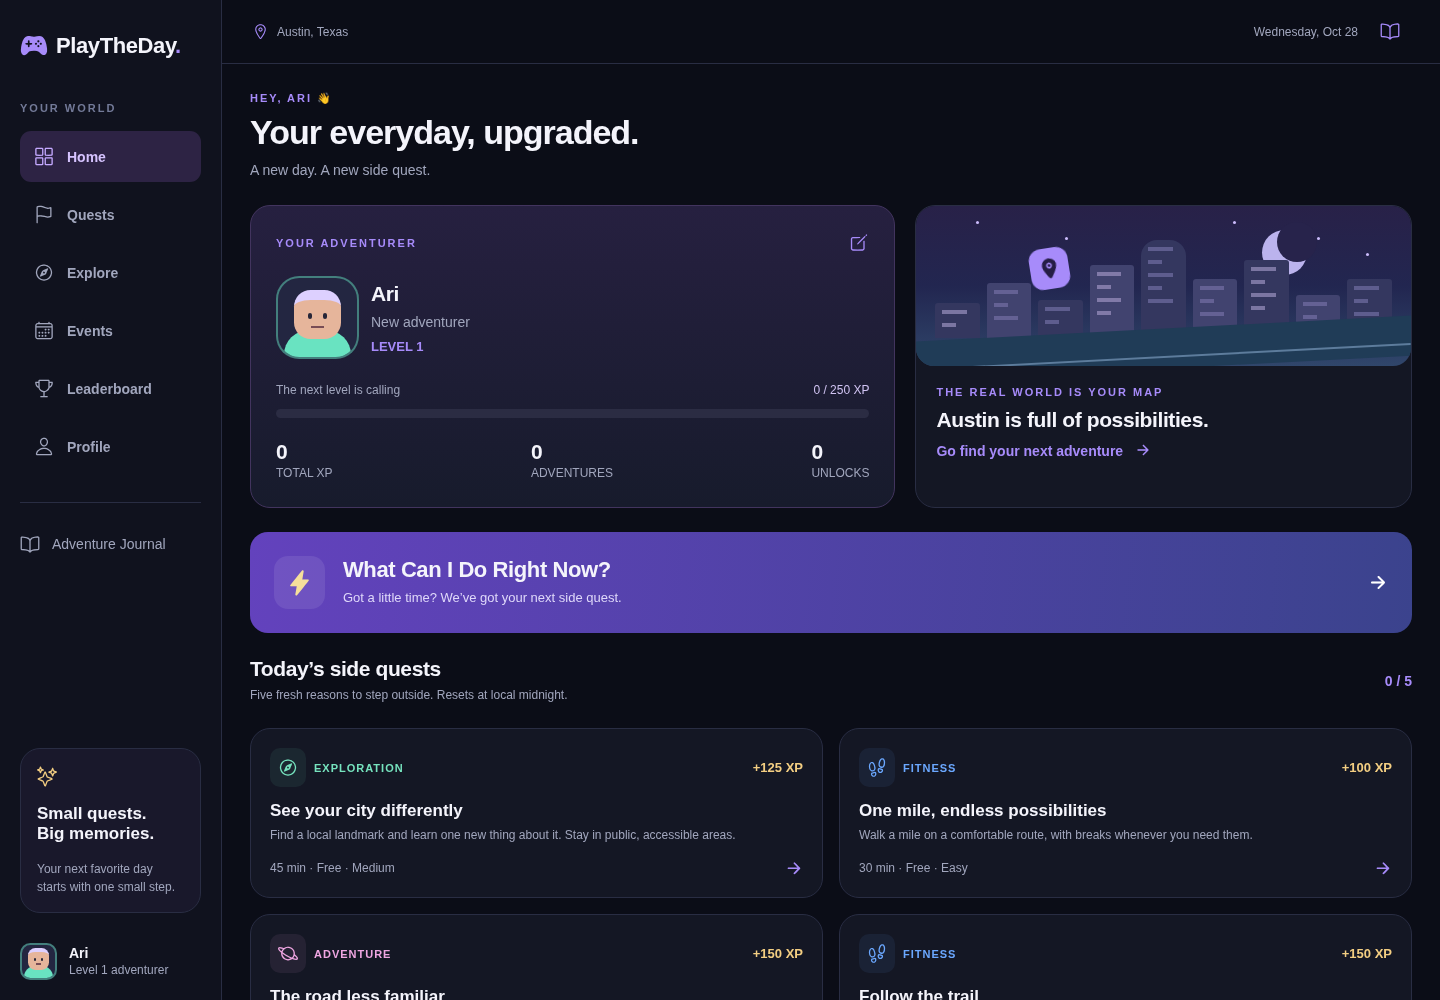 PlayTheDay.
YOUR WORLD
Home
Quests
Explore
Events
Leaderboard
Profile
Adventure Journal
Small quests.
Big memories.
Your next favorite day
starts with one small step.
Ari
Level 1 adventurer
Austin, Texas
Wednesday, Oct 28
HEY, ARI 👋
Your everyday, upgraded.
A new day. A new side quest.
YOUR ADVENTURER
Ari
New adventurer
LEVEL 1
The next level is calling
0 / 250 XP
0
TOTAL XP
0
ADVENTURES
0
UNLOCKS
THE REAL WORLD IS YOUR MAP
Austin is full of possibilities.
Go find your next adventure
What Can I Do Right Now?
Got a little time? We’ve got your next side quest.
Today’s side quests
Five fresh reasons to step outside. Resets at local midnight.
0 / 5
EXPLORATION
+125 XP
See your city differently
Find a local landmark and learn one new thing about it. Stay in public, accessible areas.
45 min · Free · Medium
FITNESS
+100 XP
One mile, endless possibilities
Walk a mile on a comfortable route, with breaks whenever you need them.
30 min · Free · Easy
ADVENTURE
+150 XP
The road less familiar
FITNESS
+150 XP
Follow the trail